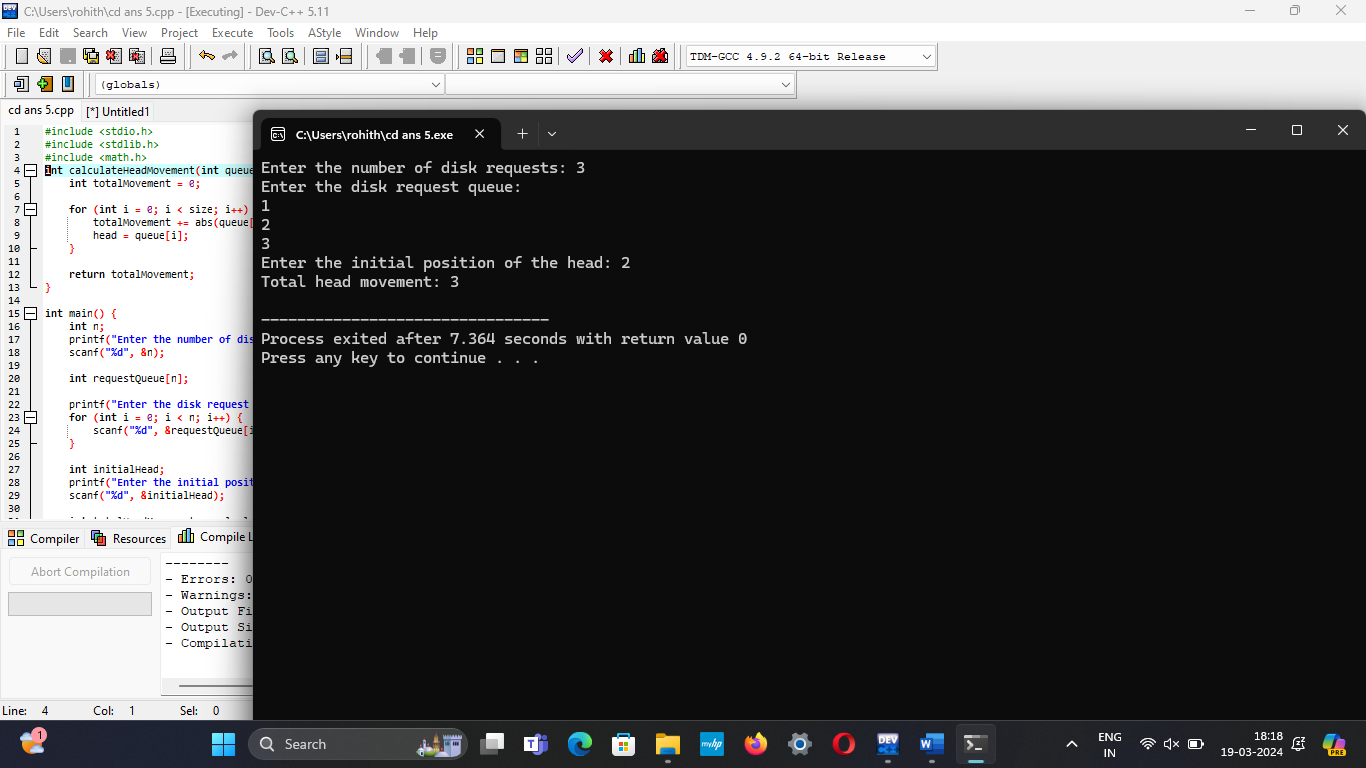 C:\Users\rohith\cd ans 5.cpp - [Executing] - Dev-C++ 5.11
File Edit Search View Project Execute Tools AStyle Window Help
TDM-GCC 4.9.2 64-bit Release
(globals)
cd ans 5.cpp [*] Untitled1
1 #include <stdio.h>
2 #include <stdlib.h>
3 #include <math.h>
4 int calculateHeadMovement(int queue
5 int totalMovement = 0;
6
7 for (int i = 0; i < size; i++)
8 totalMovement += abs(queue[
9 head = queue[i];
10 }
11
12 return totalMovement;
13 }
14
15 int main() {
16 int n;
17 printf("Enter the number of dis
18 scanf("%d", &n);
19
20 int requestQueue[n];
21
22 printf("Enter the disk request
23 for (int i = 0; i < n; i++) {
24 scanf("%d", &requestQueue[i
25 }
26
27 int initialHead;
28 printf("Enter the initial posit
29 scanf("%d", &initialHead);
30
C:\Users\rohith\cd ans 5.exe
Enter the number of disk requests: 3
Enter the disk request queue:
1
2
3
Enter the initial position of the head: 2
Total head movement: 3
--------------------------------
Process exited after 7.364 seconds with return value 0
Press any key to continue . . .
Compiler Resources Compile L
Abort Compilation
--------
- Errors: 0
- Warnings:
- Output Fi
- Output Si
- Compilati
Line: 4 Col: 1 Sel: 0
1
Search
myhp
DEV
W
PRE
ENG
IN
18:18
19-03-2024